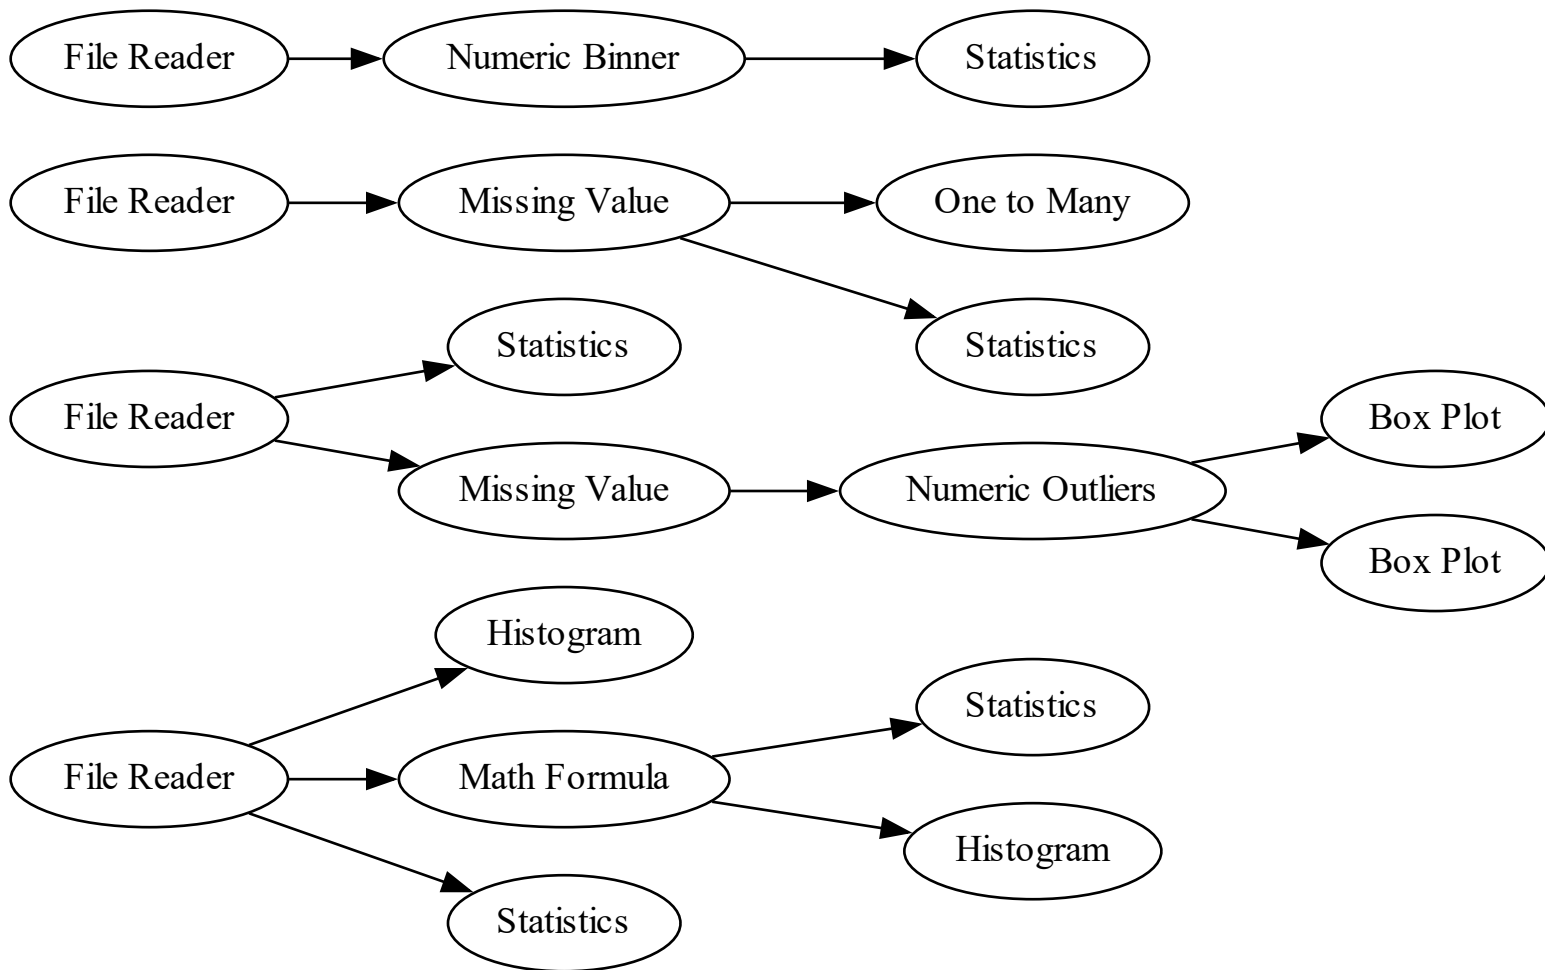 File Reader
Numeric Binner
Statistics
File Reader
Missing Value
One to Many
Statistics
Statistics
File Reader
Box Plot
Missing Value
Numeric Outliers
Box Plot
Histogram
Statistics
File Reader
Math Formula
Histogram
Statistics